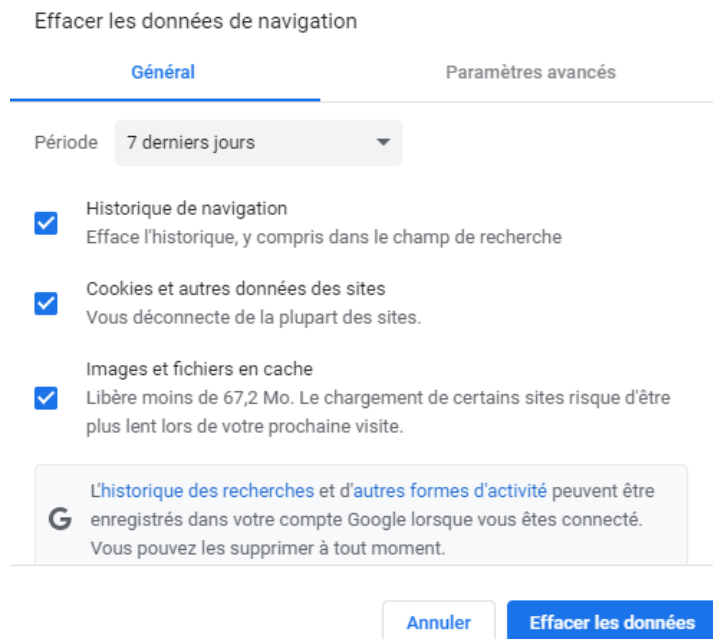 Effacer les données de navigation
Général
Paramètres avancés
Période
7 derniers jours
Historique de navigation
Efface l'historique, y compris dans le champ de recherche
Cookies et autres données des sites
Vous déconnecte de la plupart des sites.
Images et fichiers en cache
Libère moins de 67,2 Mo. Le chargement de certains sites risque d'être
plus lent lors de votre prochaine visite.
L'historique des recherches et d'autres formes d'activité peuvent être
enregistrés dans votre compte Google lorsque vous êtes connecté.
Vous pouvez les supprimer à tout moment.
Annuler
Effacer les données